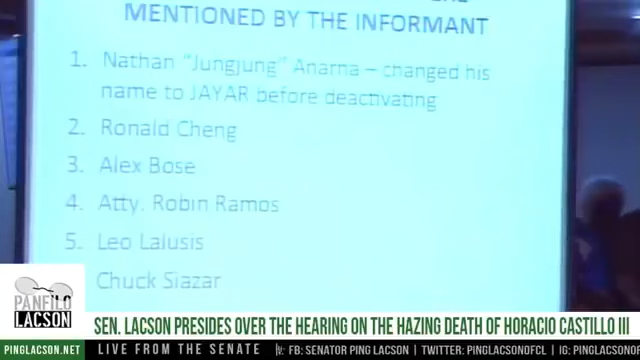 MENTIONED BY THE INFORMANT
1. Nathan "Jungjung" Anarna – changed his
name to JAYAR before deactivating
2. Ronald Cheng
3. Alex Bose
4. Atty. Robin Ramos
5. Leo Lalusis
Chuck Siazar
PANFILO
LACSON
SEN. LACSON PRESIDES OVER THE HEARING ON THE HAZING DEATH OF HORACIO CASTILLO III
PINGLACSON.NET LIVE FROM THE SENATE FB: SENATOR PING LACSON | TWITTER: PINGLACSONOFCL | IG: PINGLACSONOF